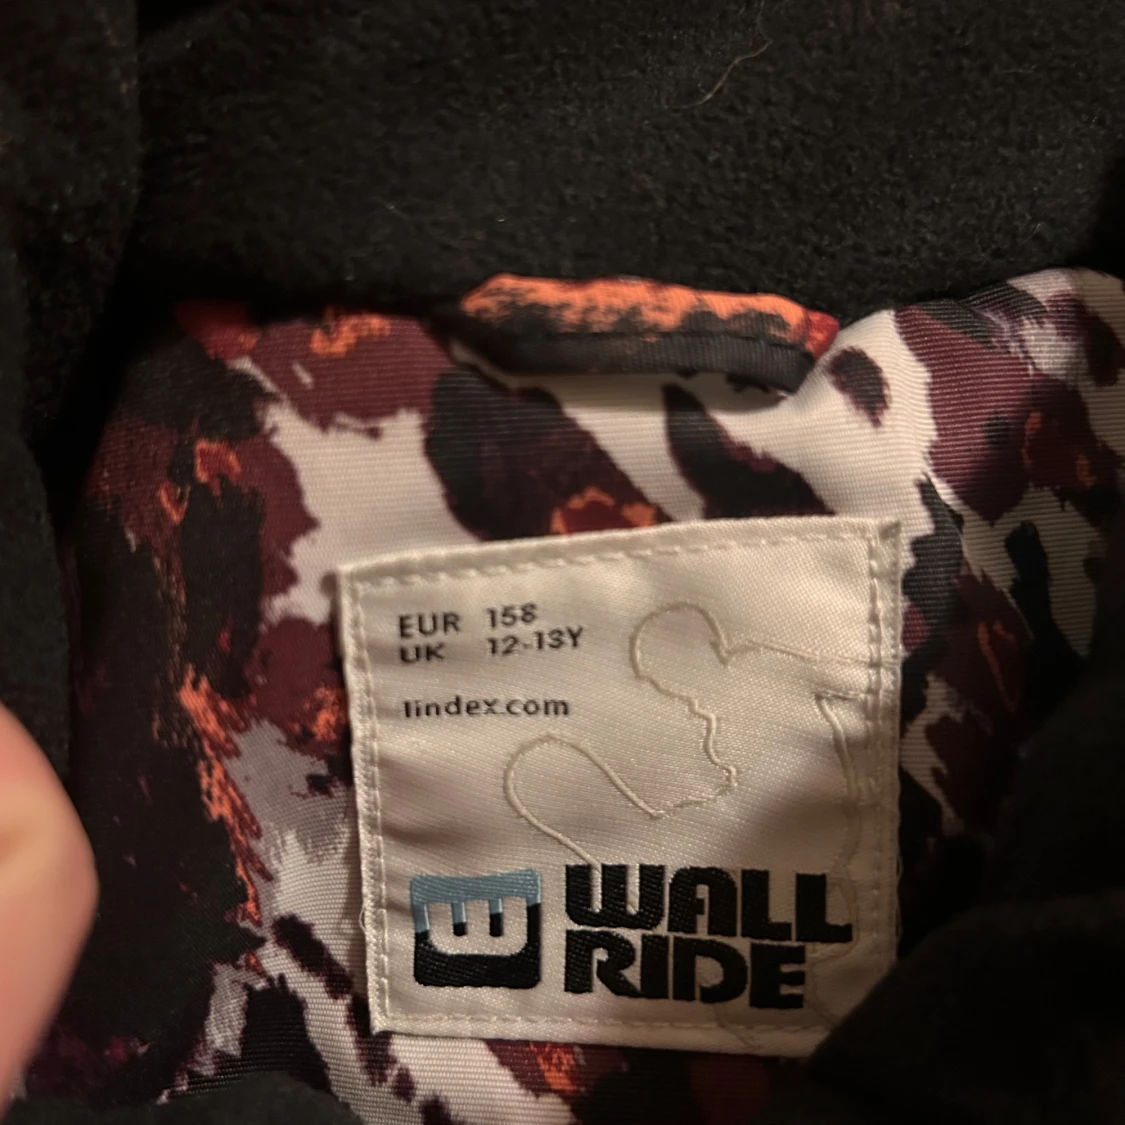 EUR 158
UK 12-13Y
lindex.com
WALL
RIDE